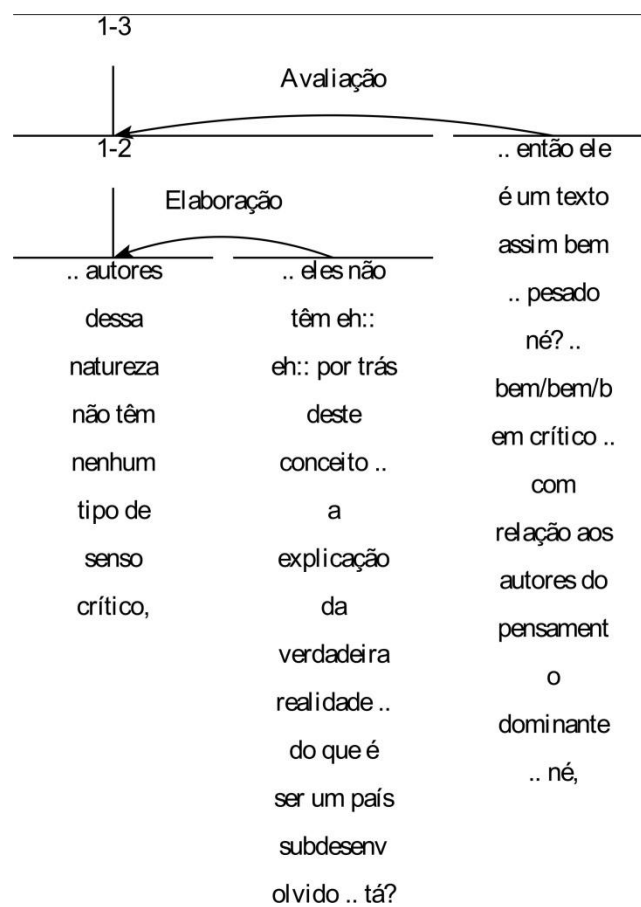 1-3
Avaliação
1-2
Elaboração
.. autores
dessa
natureza
não têm
nenhum
tipo de
senso
crítico,
.. eles não
têm eh::
eh:: por trás
deste
conceito ..
a
explicação
da
verdadeira
realidade ..
do que é
ser um país
subdesenv
olvido .. tá?
.. então ele
é um texto
assim bem
.. pesado
né? ..
bem/bem/b
em crítico ..
com
relação aos
autores do
pensament
o
dominante
.. né,